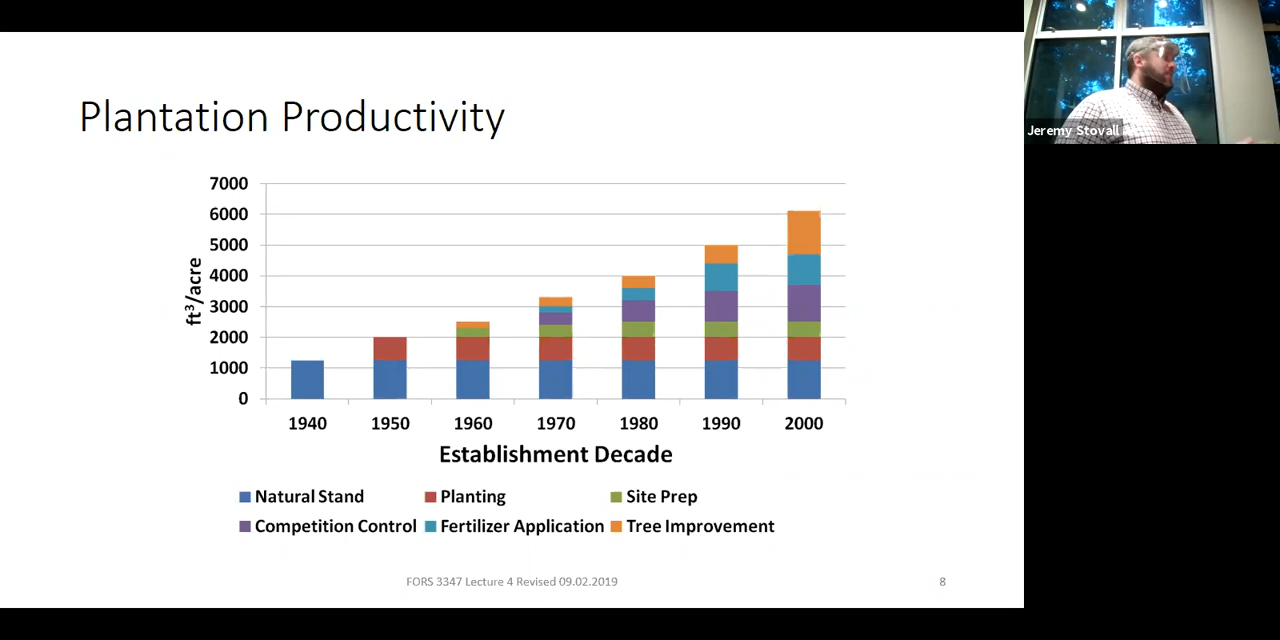 Plantation Productivity
Jeremy Stovall
7000
6000
5000
4000
3000
2000
1000
0
ft³/acre
1940 1950 1960 1970 1980 1990 2000
Establishment Decade
Natural Stand Planting Site Prep
Competition Control Fertilizer Application Tree Improvement
FORS 3347 Lecture 4 Revised 09.02.2019 8